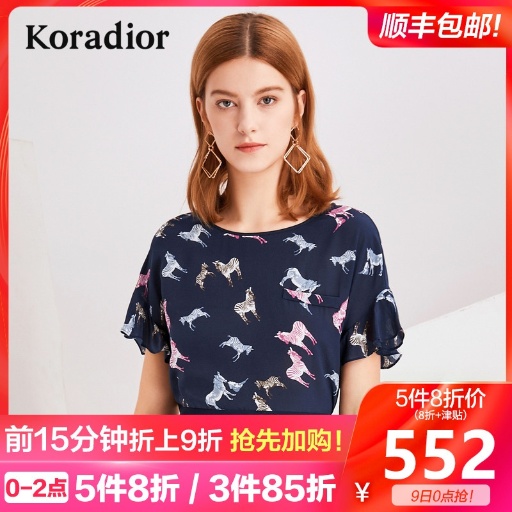 Koradior
顺丰包邮!
5件8折价
(8折+津贴)
前15分钟折上9折 抢先加购!
¥552
0-2点 5件8折 / 3件85折
9日0点抢!